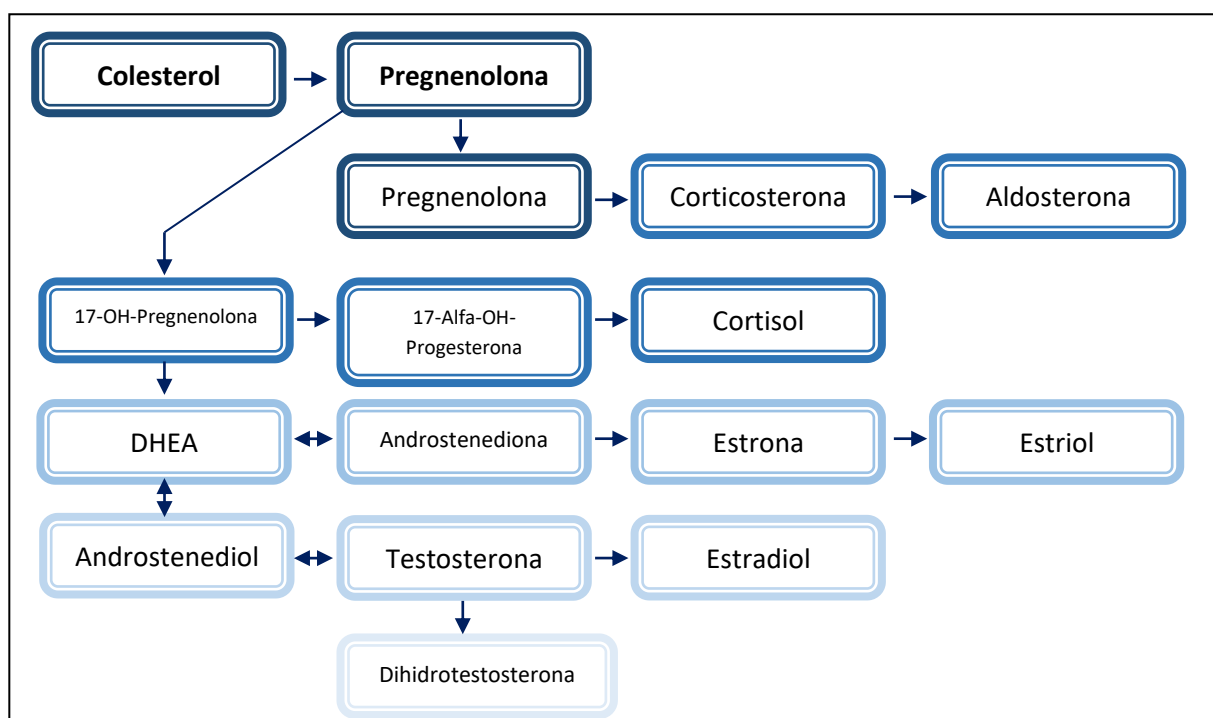 Colesterol
Pregnenolona
Pregnenolona
Corticosterona
Aldosterona
17-OH-Pregnenolona
17-Alfa-OH-
Progesterona
Cortisol
DHEA
Androstenediona
Estrona
Estriol
Androstenediol
Testosterona
Estradiol
Dihidrotestosterona